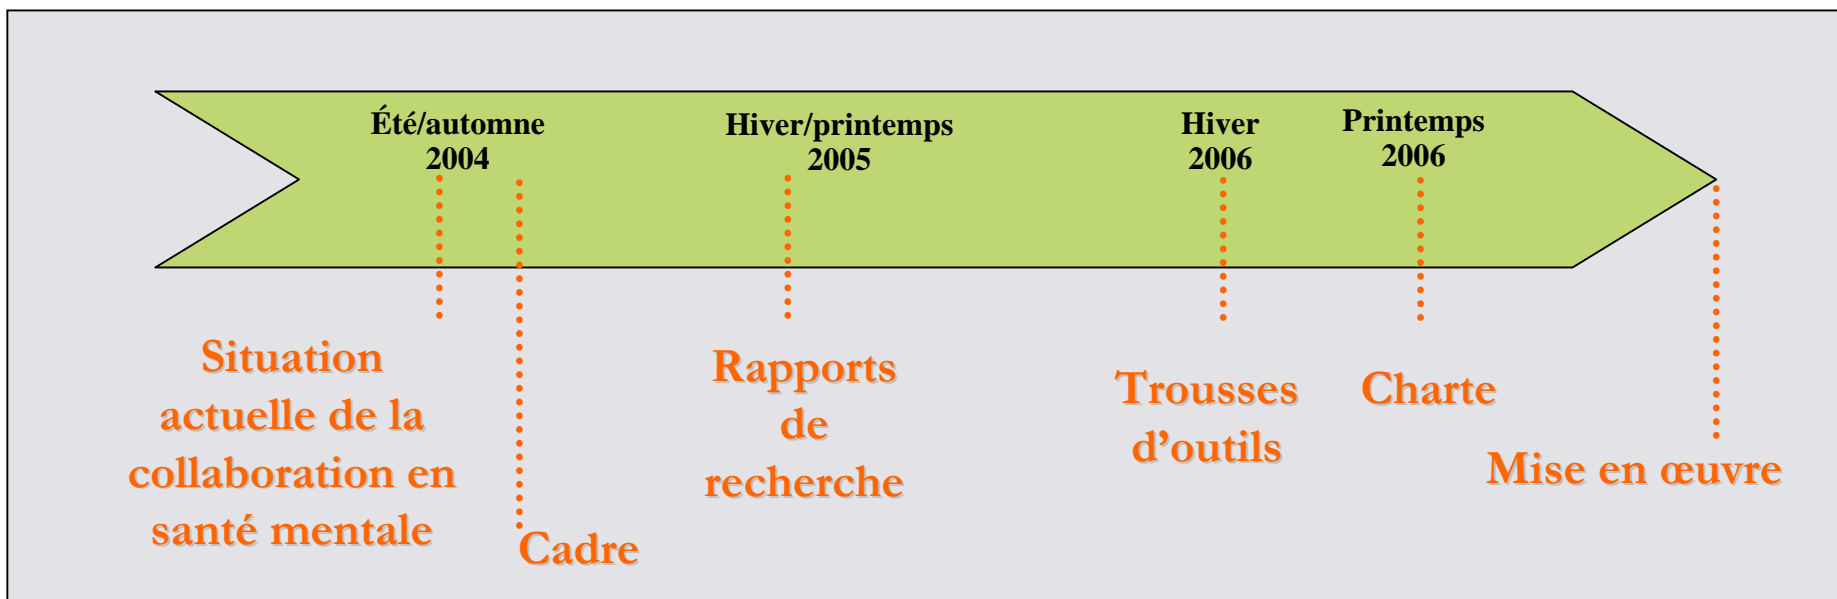 Été/automne
2004
Hiver/printemps
2005
Hiver
2006
Printemps
2006
Situation
actuelle de la
collaboration en
santé mentale
Cadre
Rapports
de
recherche
Trousses
d’outils
Charte
Mise en œuvre